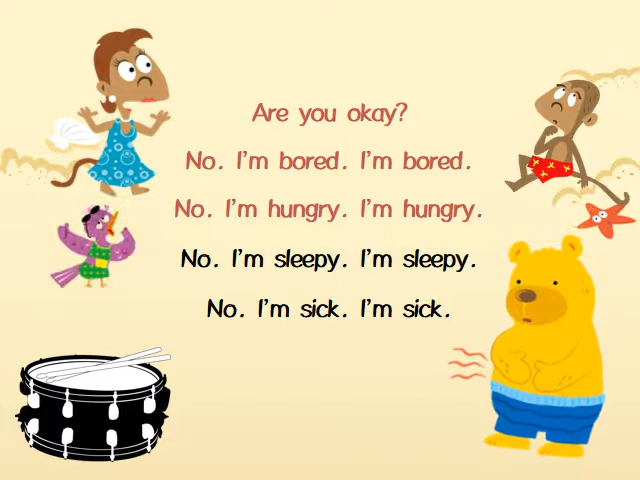 Are you okay?
No. I'm bored. I'm bored.
No. I'm hungry. I'm hungry.
No. I'm sleepy. I'm sleepy.
No. I'm sick. I'm sick.